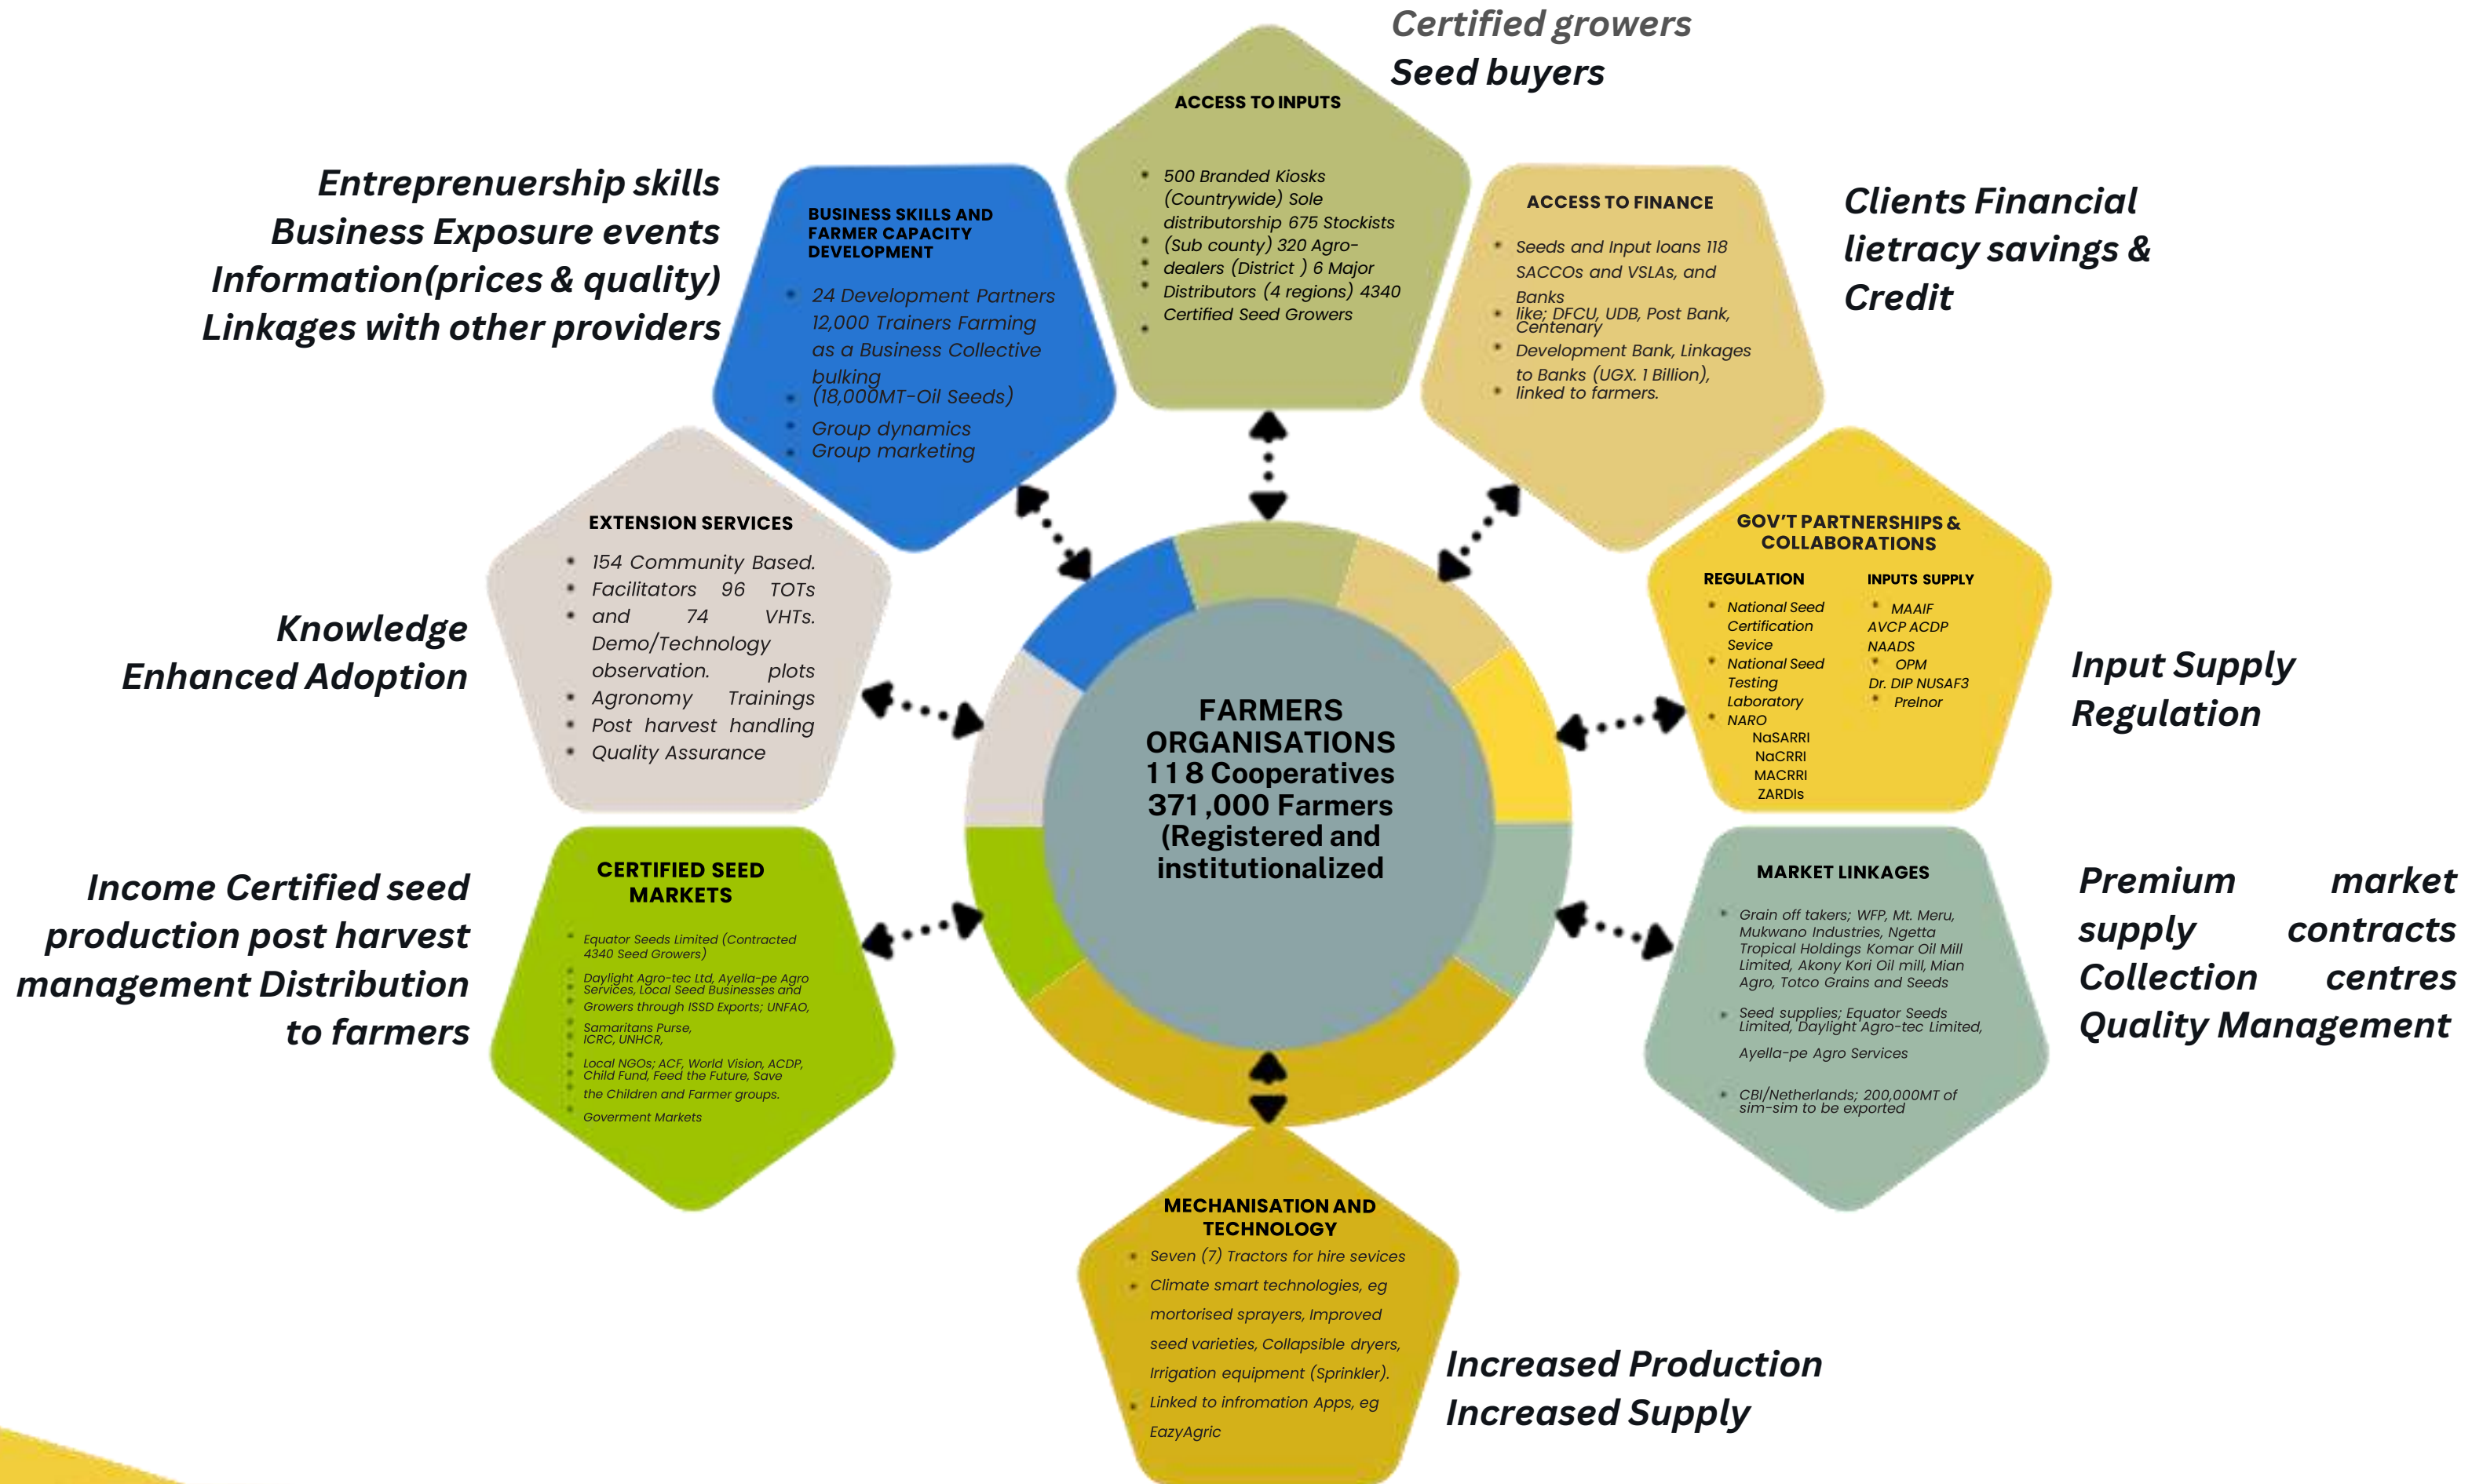 Certified growers
Seed buyers
ACCESS TO INPUTS
500 Branded Kiosks
(Countrywide) Sole
distributorship 675 Stockists
(Sub county) 320 Agro-
dealers (District ) 6 Major
Distributors (4 regions) 4340
Certified Seed Growers
Entreprenuership skills
Business Exposure events
Information(prices & quality)
Linkages with other providers
BUSINESS SKILLS AND
FARMER CAPACITY
DEVELOPMENT
24 Development Partners
12,000 Trainers Farming
as a Business Collective
bulking
(18,000MT-Oil Seeds)
Group dynamics
Group marketing
ACCESS TO FINANCE
Seeds and Input loans 118
SACCOs and VSLAs, and
Banks
like; DFCU, UDB, Post Bank,
Centenary
Development Bank, Linkages
to Banks (UGX. 1 Billion),
linked to farmers.
Clients Financial
lietracy savings &
Credit
EXTENSION SERVICES
154 Community Based.
Facilitators 96 TOTs
and 74 VHTs.
Demo/Technology
observation. plots
Agronomy Trainings
Post harvest handling
Quality Assurance
Knowledge
Enhanced Adoption
GOV'T PARTNERSHIPS &
COLLABORATIONS
REGULATION
National Seed
Certification
Sevice
National Seed
Testing
Laboratory
NARO
NaSARRI
NaCRRI
MACRRI
ZARDIs
INPUTS SUPPLY
MAAIF
AVCP ACDP
NAADS
OPM
Dr. DIP NUSAF3
Prelnor
Input Supply
Regulation
FARMERS
ORGANISATIONS
118 Cooperatives
371,000 Farmers
(Registered and
institutionalized
Income Certified seed
production post harvest
management Distribution
to farmers
CERTIFIED SEED
MARKETS
Equator Seeds Limited (Contracted
4340 Seed Growers)
Daylight Agro-tec Ltd, Ayella-pe Agro
Services, Local Seed Businesses and
Growers through ISSD Exports; UNFAO,
Samaritans Purse,
ICRC, UNHCR,
Local NGOs; ACF, World Vision, ACDP,
Child Fund, Feed the Future, Save
the Children and Farmer groups.
Goverment Markets
MARKET LINKAGES
Grain off takers; WFP, Mt. Meru,
Mukwano Industries, Ngetta
Tropical Holdings Komar Oil Mill
Limited, Akony Kori Oil mill, Mian
Agro, Totco Grains and Seeds
Seed supplies; Equator Seeds
Limited, Daylight Agro-tec Limited,
Ayella-pe Agro Services
CBI/Netherlands; 200,000MT of
sim-sim to be exported
Premium market
supply contracts
Collection centres
Quality Management
MECHANISATION AND
TECHNOLOGY
Seven (7) Tractors for hire sevices
Climate smart technologies, eg
mortorised sprayers, Improved
seed varieties, Collapsible dryers,
Irrigation equipment (Sprinkler).
Linked to infromation Apps, eg
EazyAgric
Increased Production
Increased Supply